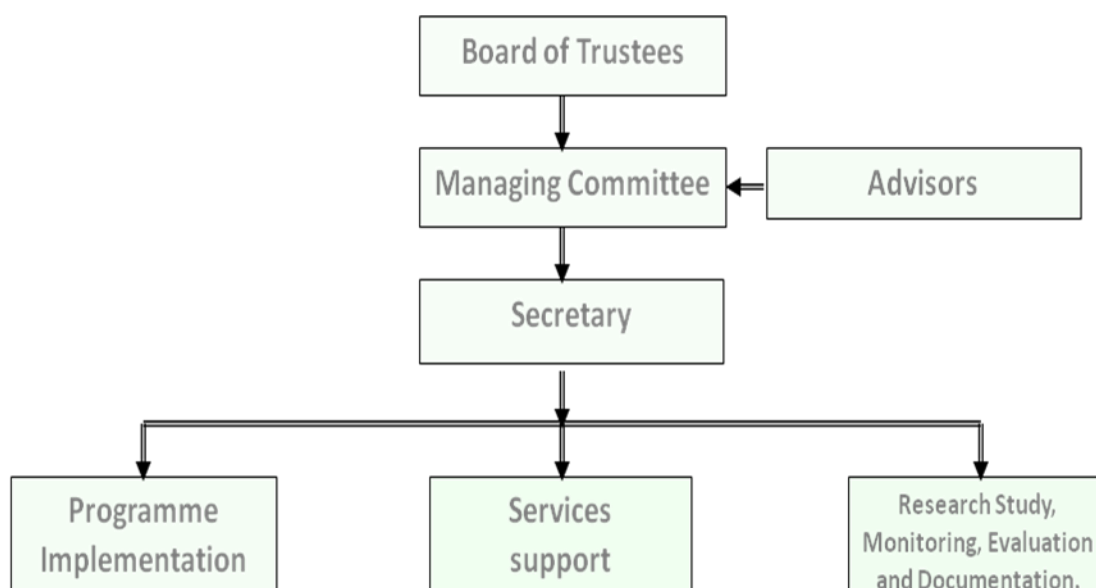 Board of Trustees
Managing Committee
Advisors
Secretary
Programme
Implementation
Services
support
Research Study,
Monitoring, Evaluation
and Documentation.